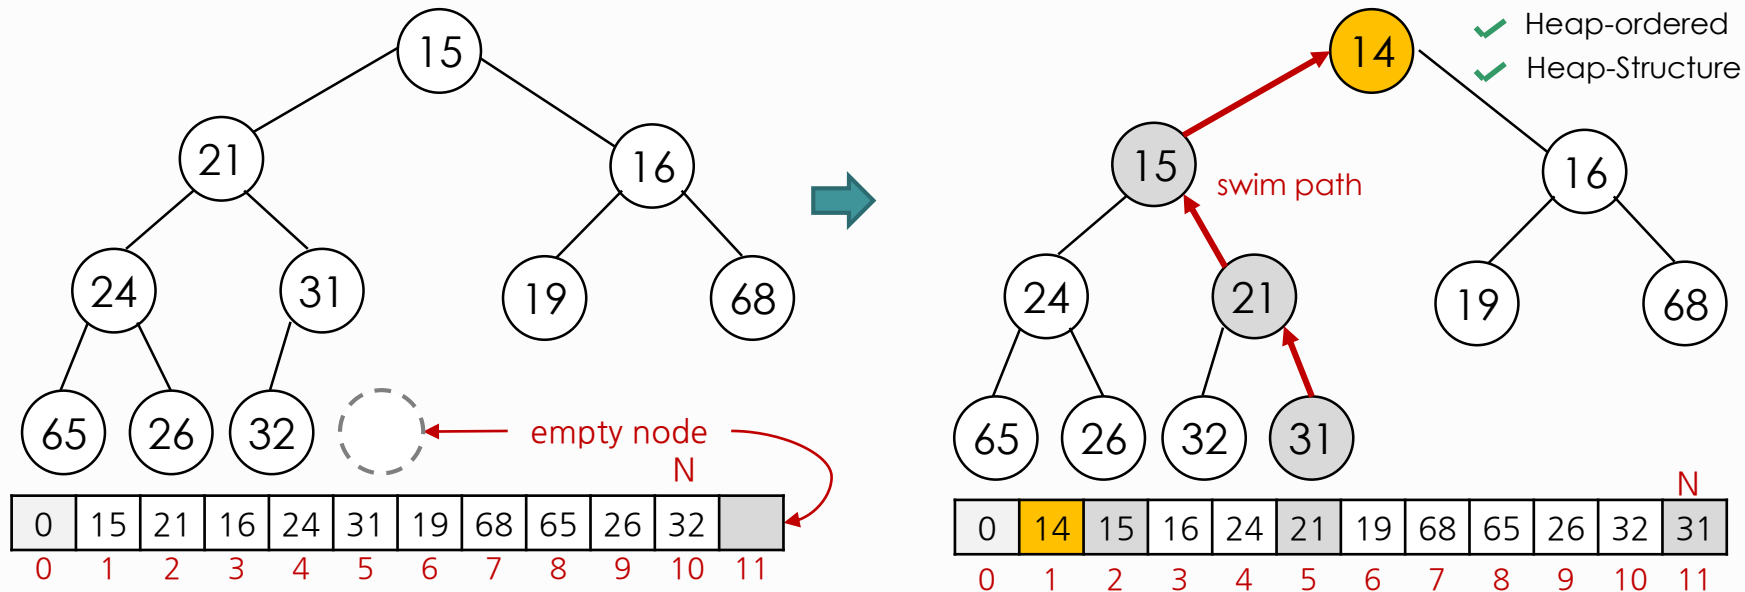 15
21
16
24
31
19
68
65
26
32
empty node
N
0 15 21 16 24 31 19 68 65 26 32
0 1 2 3 4 5 6 7 8 9 10 11
14
Heap-ordered
Heap-Structure
15
swim path
16
24
21
19
68
65
26
32
31
N
0 14 15 16 24 21 19 68 65 26 32 31
0 1 2 3 4 5 6 7 8 9 10 11